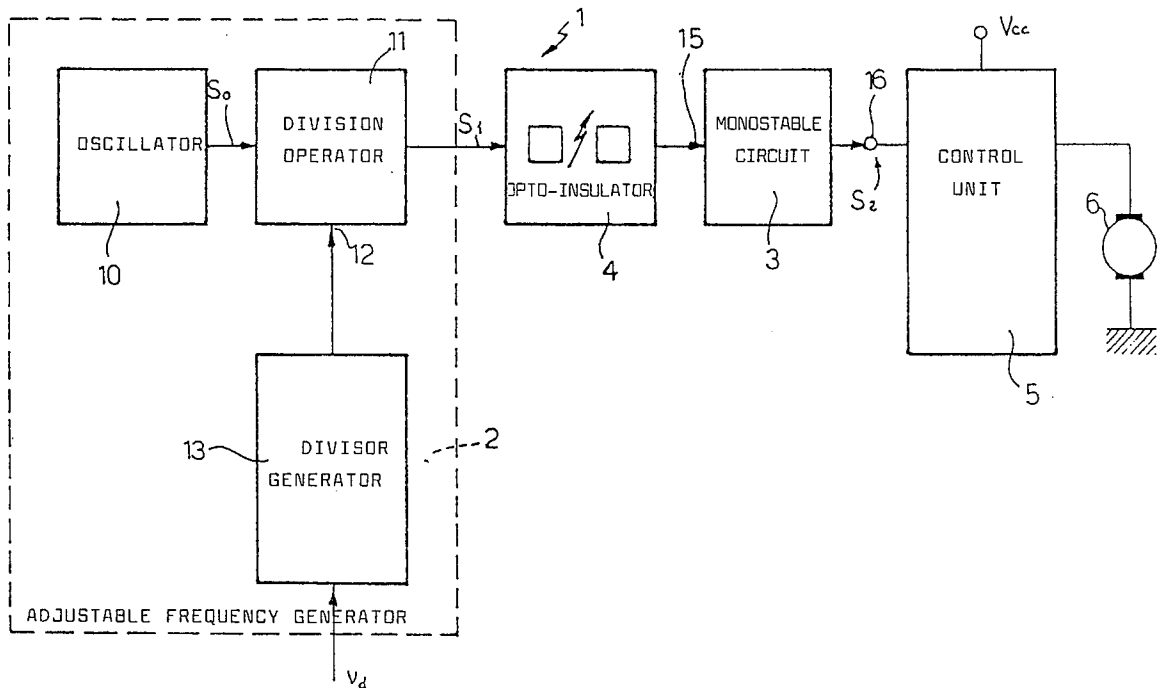 1
Vcc
11
15
16
OSCILLATOR
S₀
DIVISION
OPERATOR
S₁
OPTO-INSULATOR
MONOSTABLE
CIRCUIT
S₂
CONTROL
UNIT
6
10
12
4
3
5
13
DIVISOR
GENERATOR
2
ADJUSTABLE FREQUENCY GENERATOR
Vd